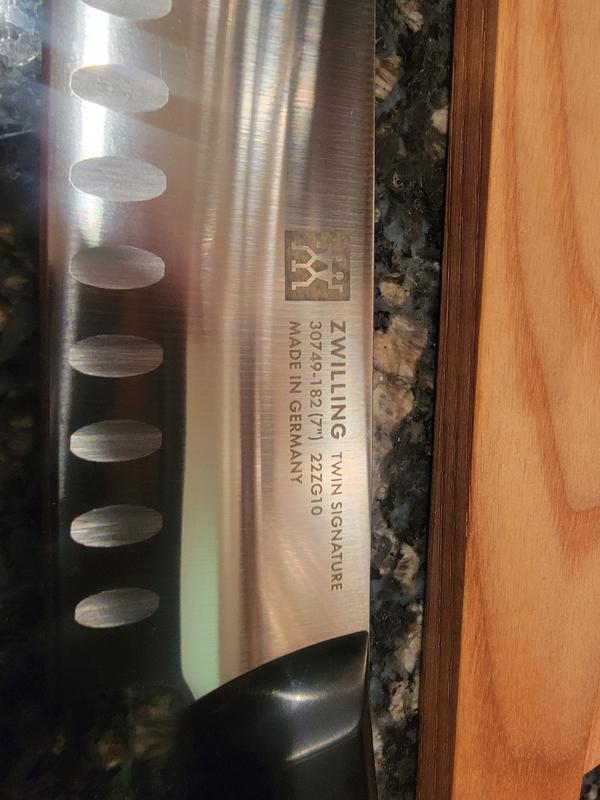 ZWILLING TWIN SIGNATURE
30749-182 (7") 22ZG10
MADE IN GERMANY